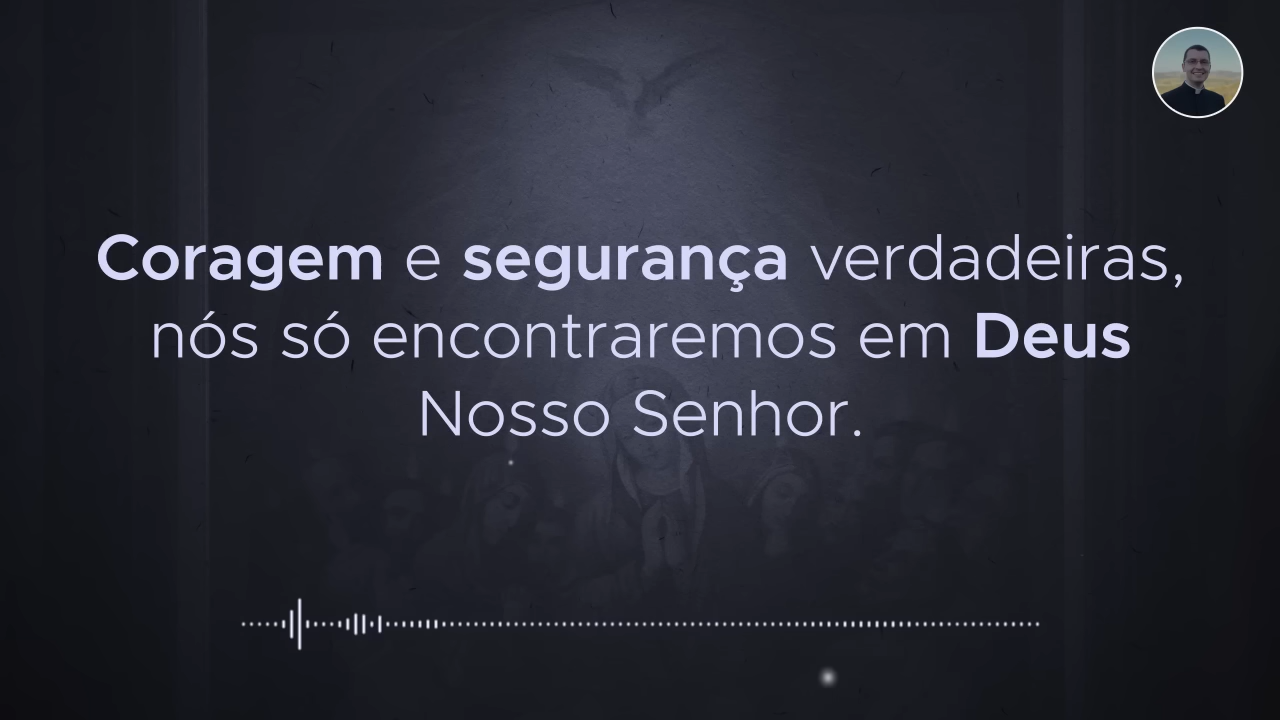 Coragem e segurança verdadeiras,
nós só encontraremos em Deus
Nosso Senhor.